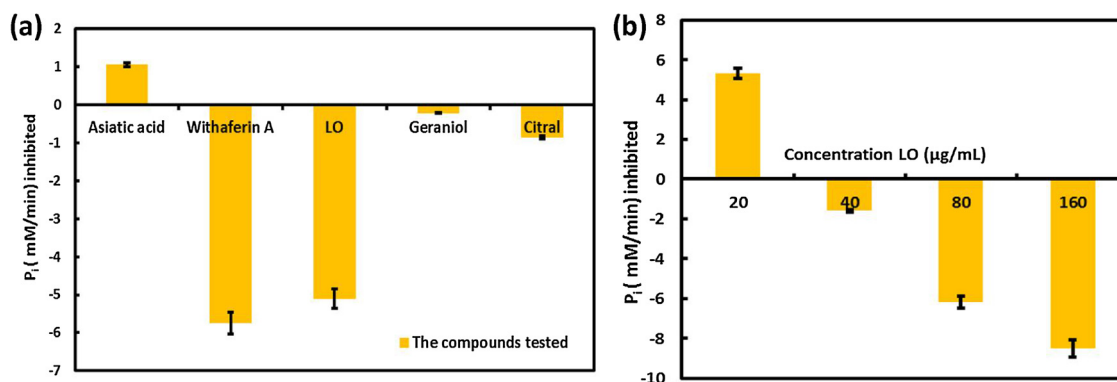 (a)
2
1
0
-1
-2
-3
-4
-5
-6
-7
Pi ( mM/min) inhibited
Asiatic acid Withaferin A LO Geraniol Citral
The compounds tested
(b)
8
6
4
2
0
-2
-4
-6
-8
-10
Pi ( mM/min) inhibited
Concentration LO (µg/mL)
20 40 80 160